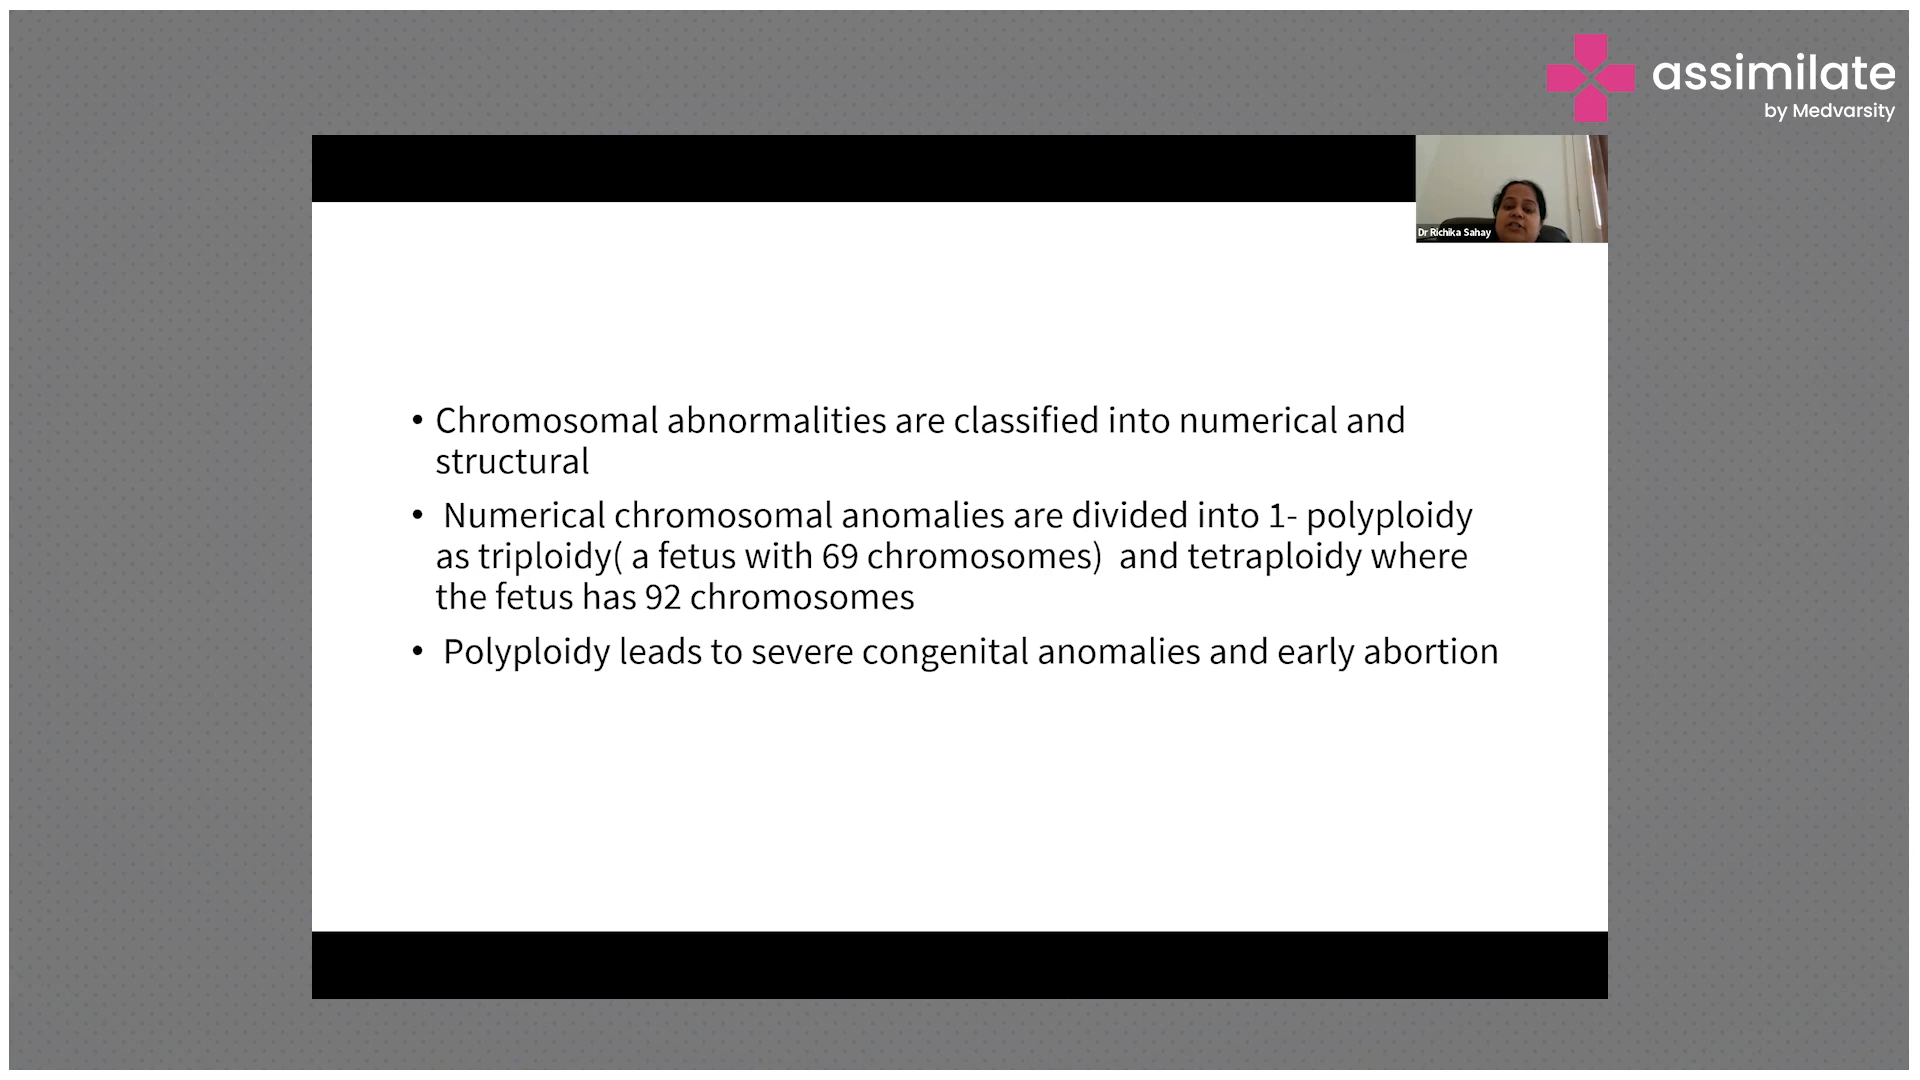 assimilate
by Medvarsity
Dr Richika Sahay
• Chromosomal abnormalities are classified into numerical and
structural
• Numerical chromosomal anomalies are divided into 1- polyploidy
as triploidy( a fetus with 69 chromosomes)  and tetraploidy where
the fetus has 92 chromosomes
• Polyploidy leads to severe congenital anomalies and early abortion